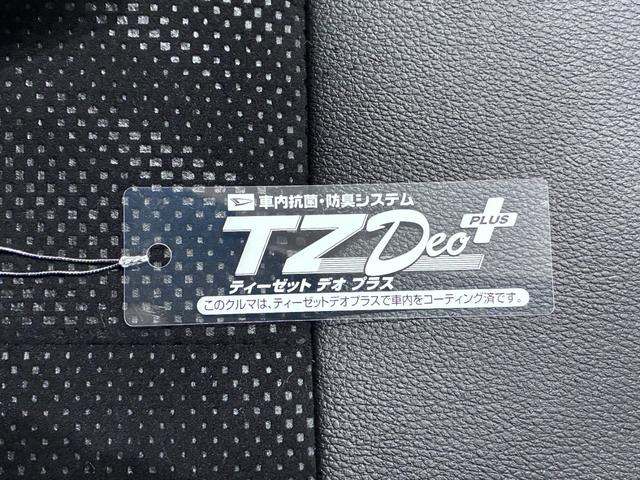 車内抗菌・防臭システム
TZ Deo PLUS
ティーゼット デオ プラス
このクルマは、ティーゼットデオプラスで車内をコーティング済です。